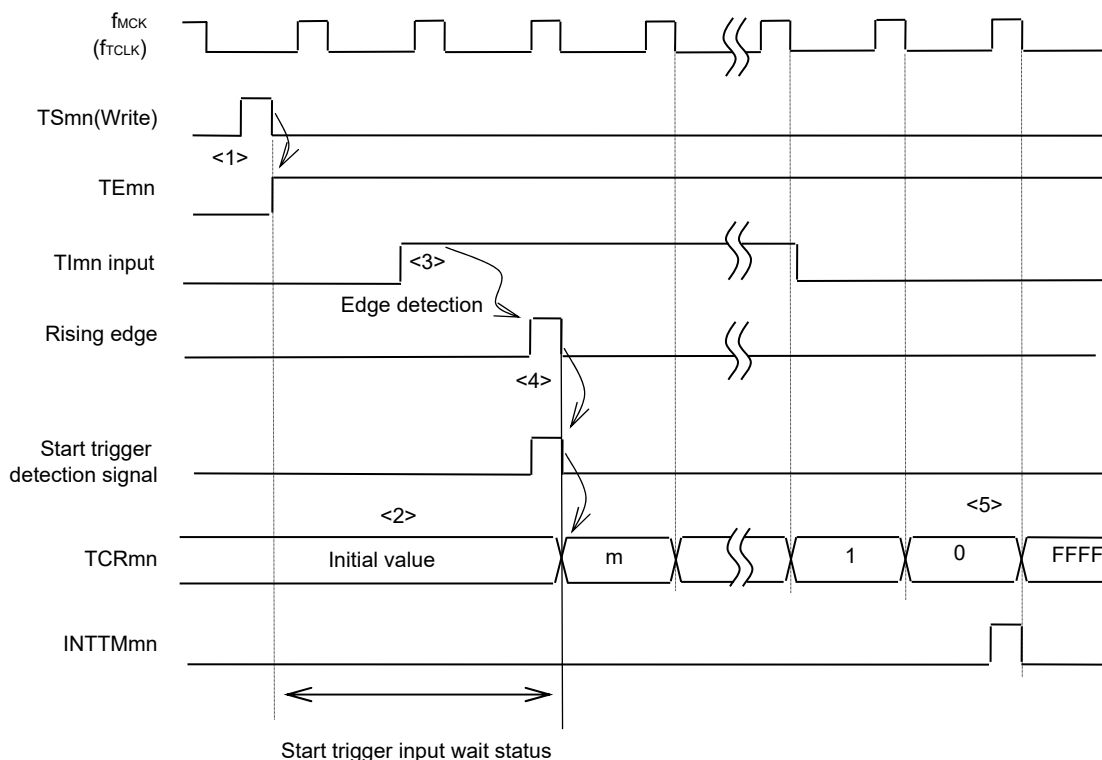 fMCK
(fTCLK)
TSmn(Write)
<1>
TEmn
TImn input
<3>
Edge detection
Rising edge
<4>
Start trigger
detection signal
<2>
<5>
TCRmn
Initial value
m
1
0
FFFF
INTTMmn
Start trigger input wait status